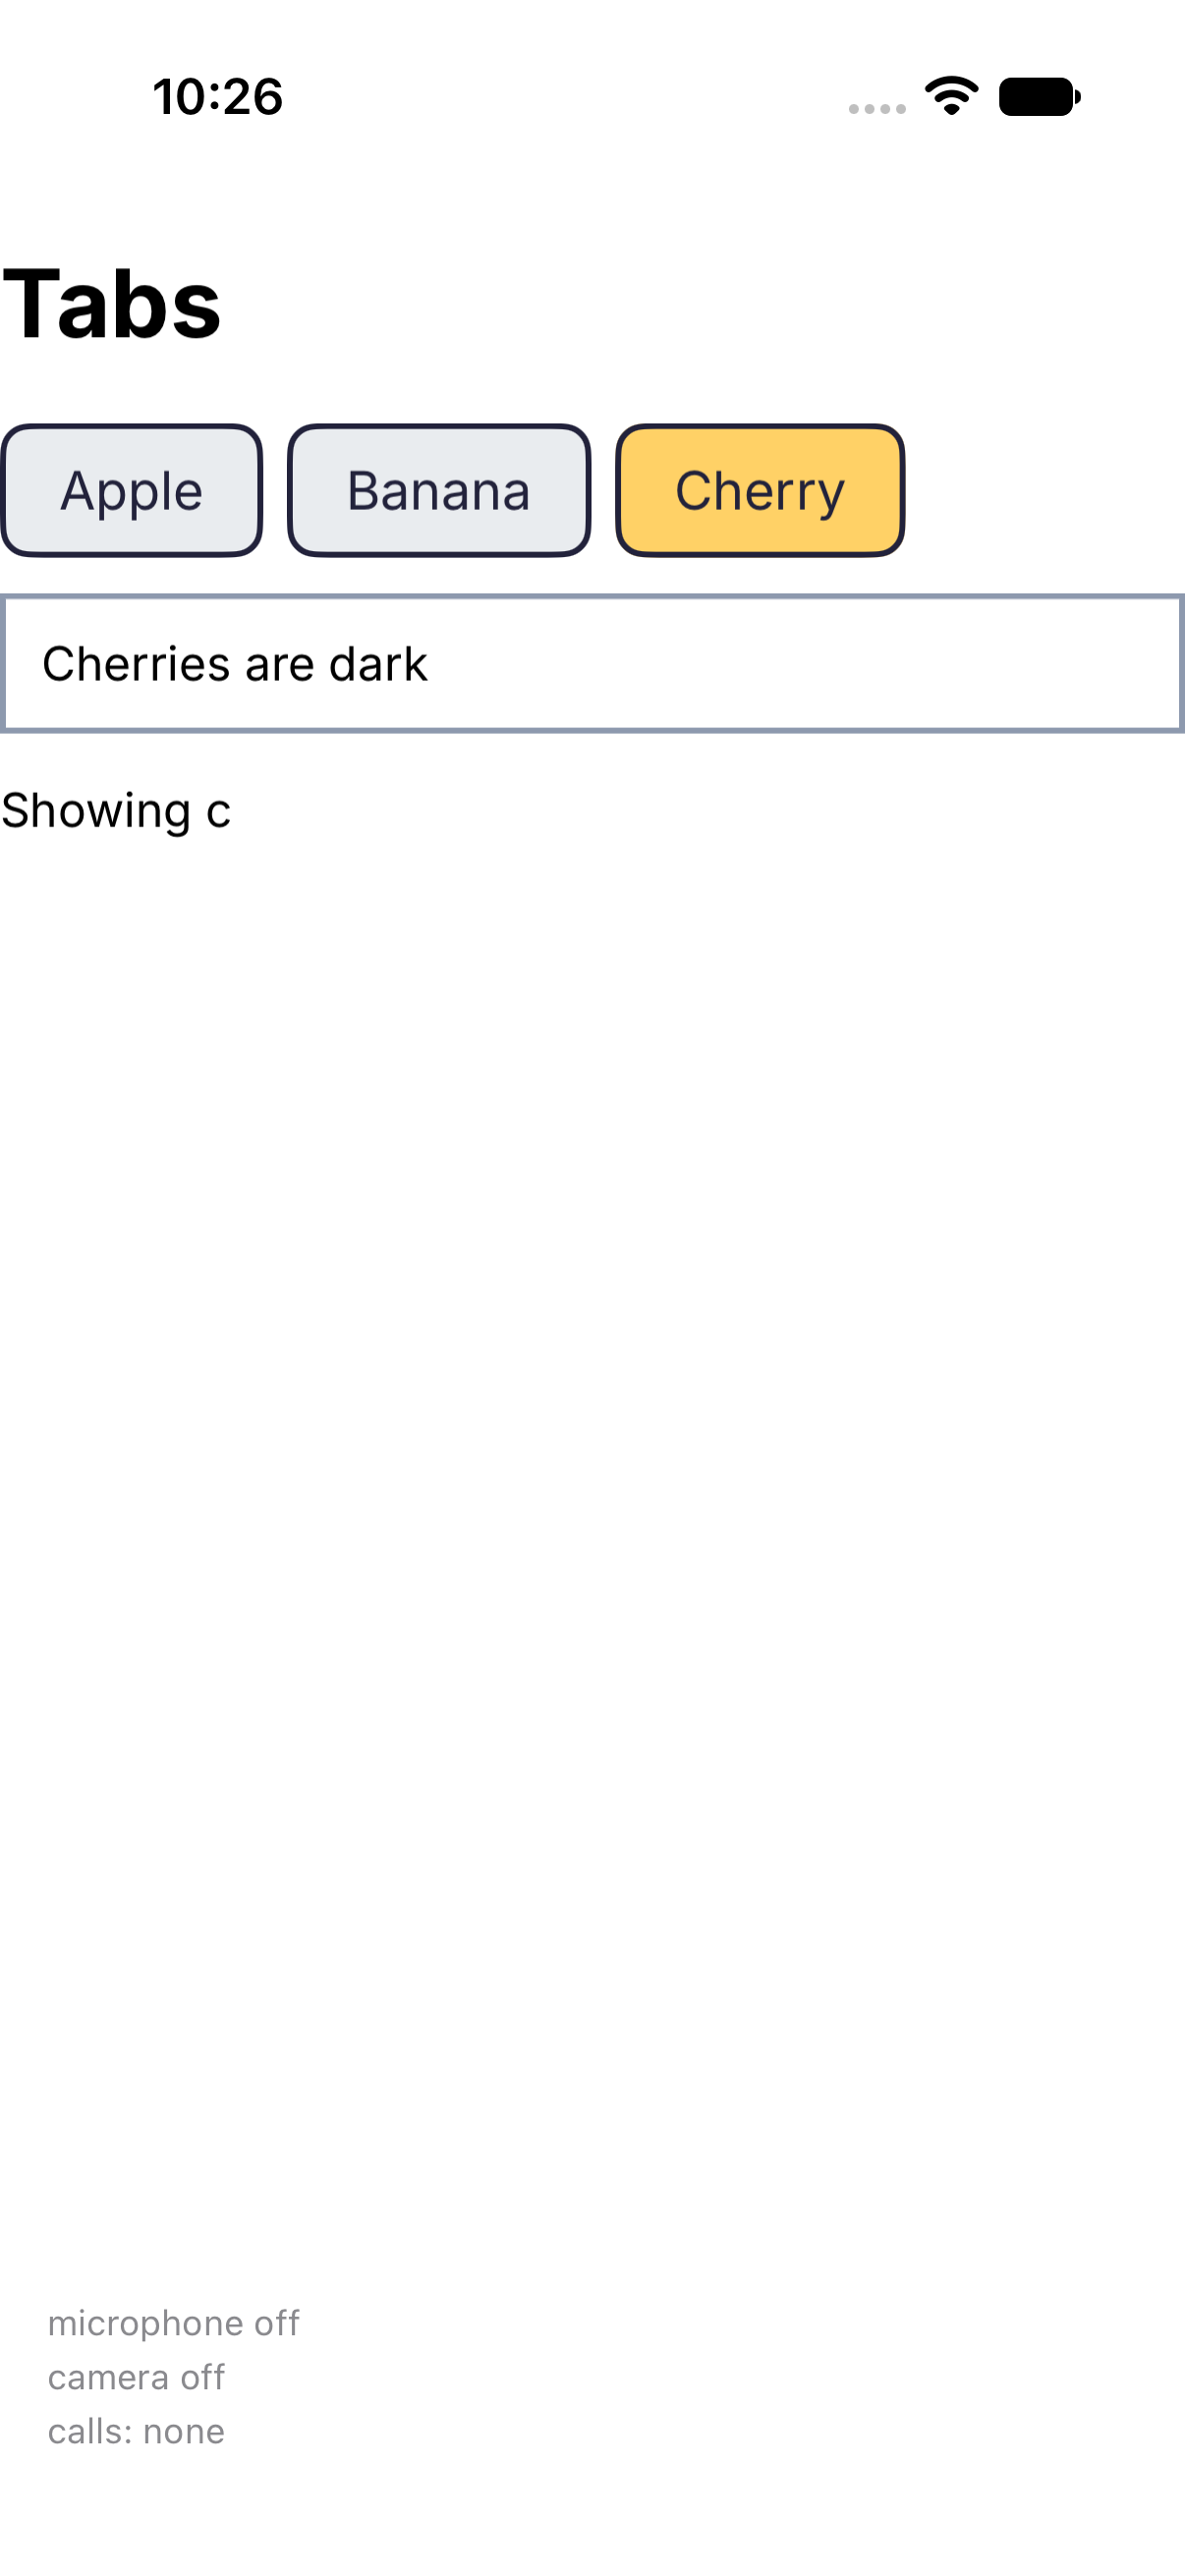 10:26
Tabs
Apple Banana Cherry
Cherries are dark
Showing c
microphone off
camera off
calls: none